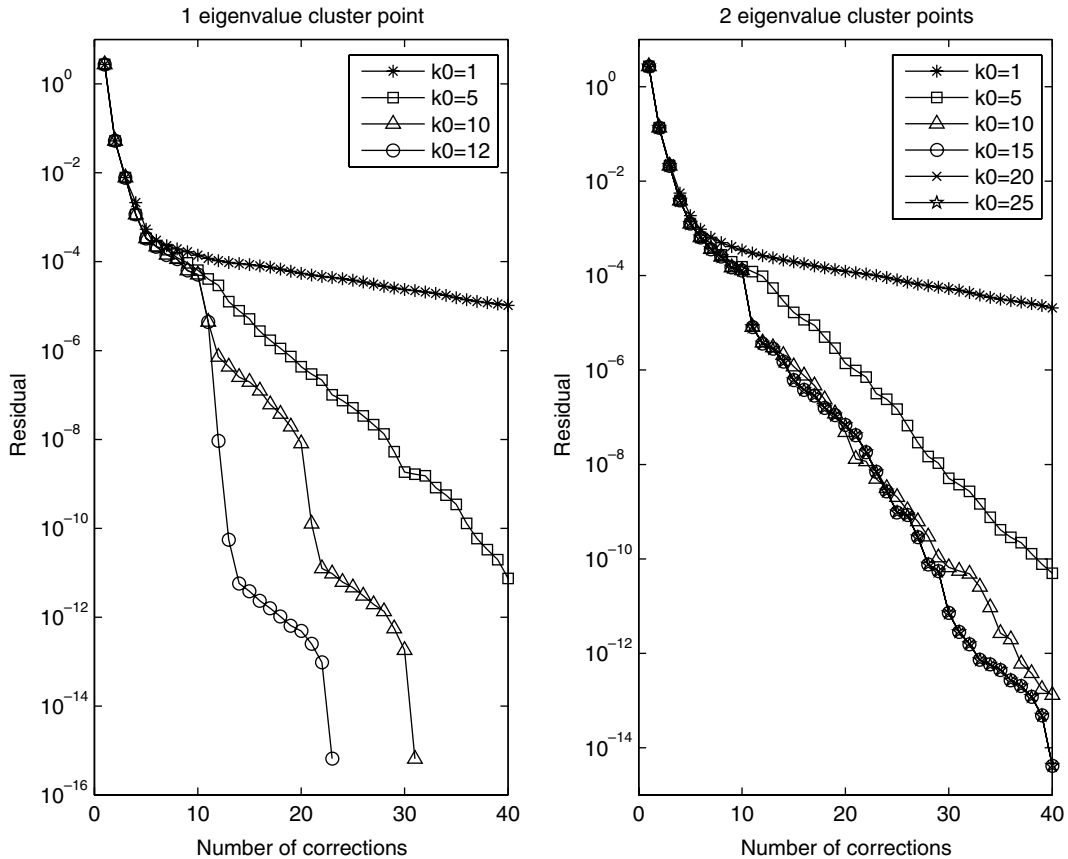 1 eigenvalue cluster point
10^0
10^-2
10^-4
10^-6
10^-8
10^-10
10^-12
10^-14
10^-16
Residual
0
10
20
30
40
Number of corrections
k0=1
k0=5
k0=10
k0=12
2 eigenvalue cluster points
10^0
10^-2
10^-4
10^-6
10^-8
10^-10
10^-12
10^-14
Residual
0
10
20
30
40
Number of corrections
k0=1
k0=5
k0=10
k0=15
k0=20
k0=25